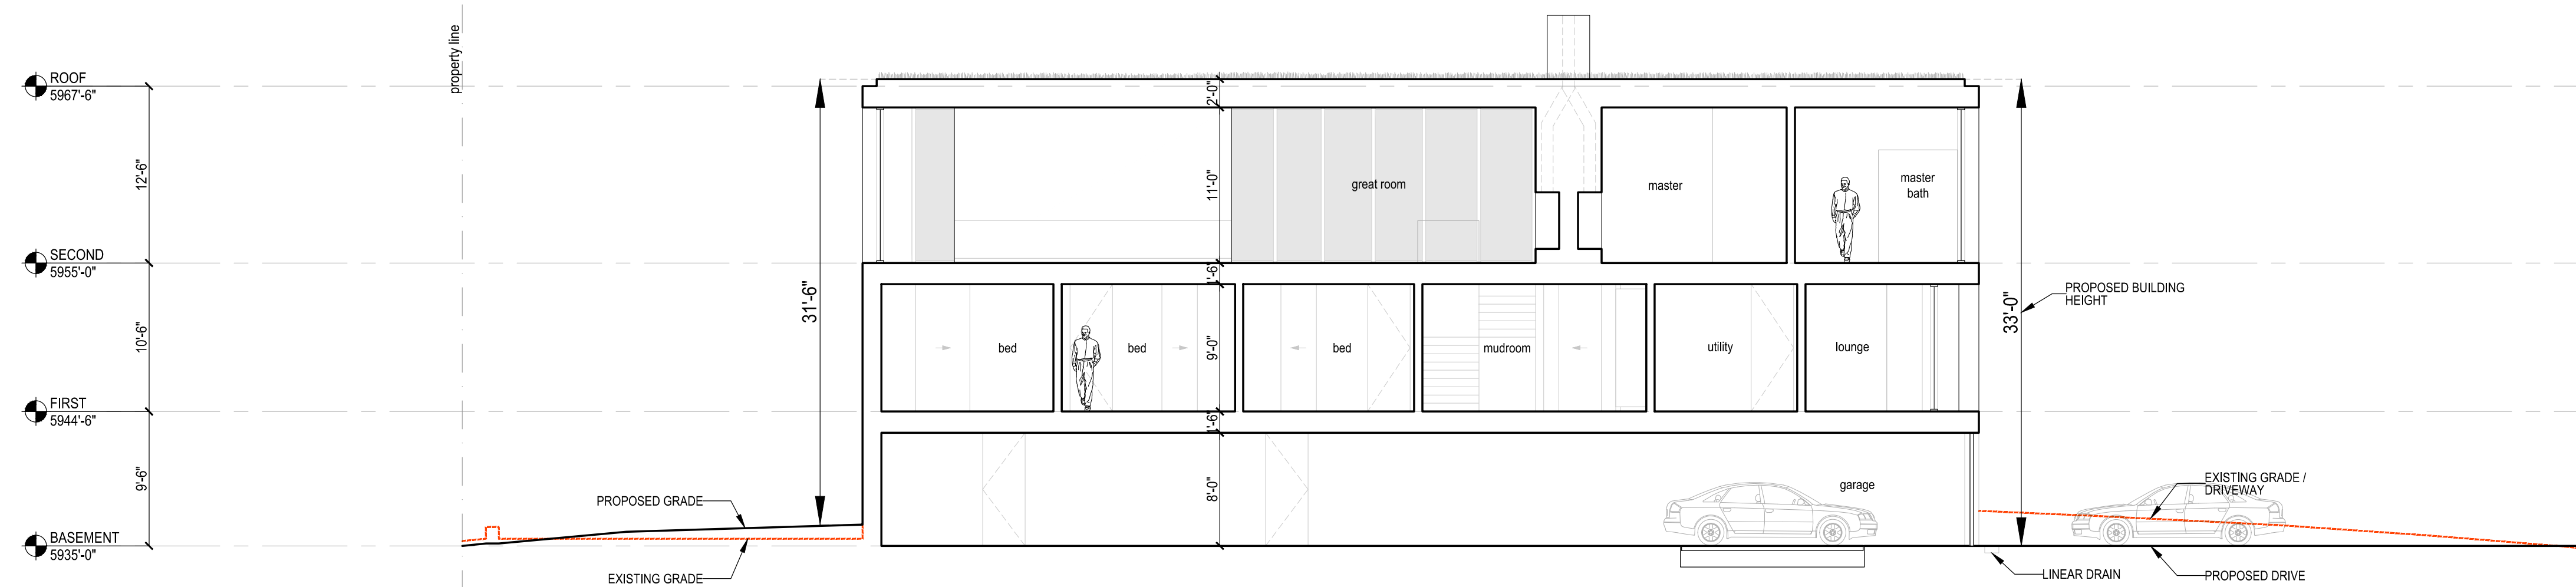 property line
ROOF
5967'-6"
12'-6"
SECOND
5955'-0"
10'-6"
FIRST
5944'-6"
9'-6"
BASEMENT
5935'-0"
31'-6"
2'-0"
11'-0"
1'-6"
9'-0"
1'-6"
8'-0"
great room
master
master
bath
bed
bed
bed
mudroom
utility
lounge
garage
33'-0"
PROPOSED BUILDING
HEIGHT
PROPOSED GRADE
EXISTING GRADE
EXISTING GRADE /
DRIVEWAY
LINEAR DRAIN
PROPOSED DRIVE